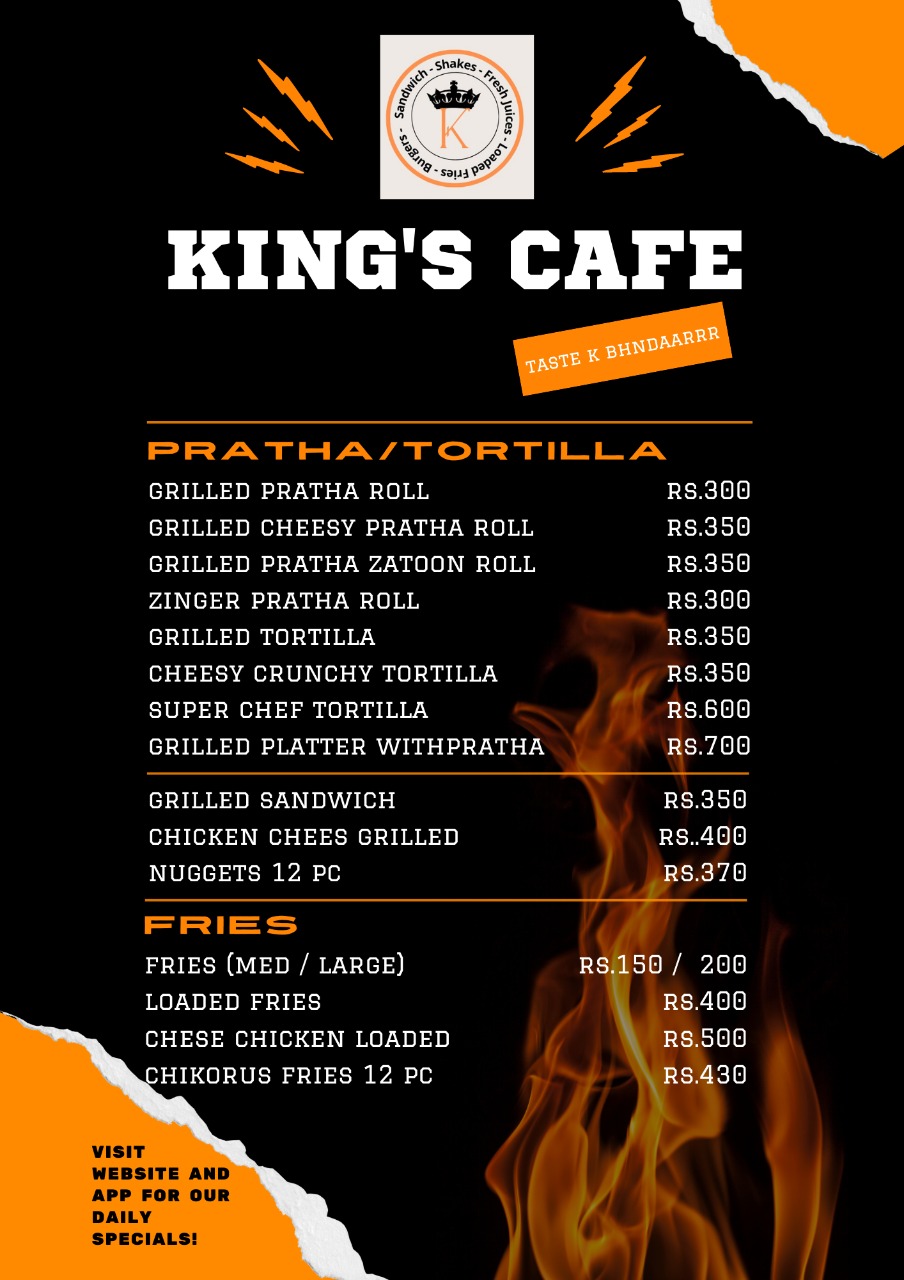 Sandwich - Shakes - Fresh Juices - Loaded Fries - Burgers -
K
KING'S CAFE
TASTE K BHNDAARRR
PRATHA/TORTILLA
GRILLED PRATHA ROLL RS.300
GRILLED CHEESY PRATHA ROLL RS.350
GRILLED PRATHA ZATOON ROLL RS.350
ZINGER PRATHA ROLL RS.300
GRILLED TORTILLA RS.350
CHEESY CRUNCHY TORTILLA RS.350
SUPER CHEF TORTILLA RS.600
GRILLED PLATTER WITHPRATHA RS.700
GRILLED SANDWICH RS.350
CHICKEN CHEES GRILLED RS..400
NUGGETS 12 PC RS.370
FRIES
FRIES (MED / LARGE) RS.150 / 200
LOADED FRIES RS.400
CHESE CHICKEN LOADED RS.500
CHIKORUS FRIES 12 PC RS.430
VISIT
WEBSITE AND
APP FOR OUR
DAILY
SPECIALS!